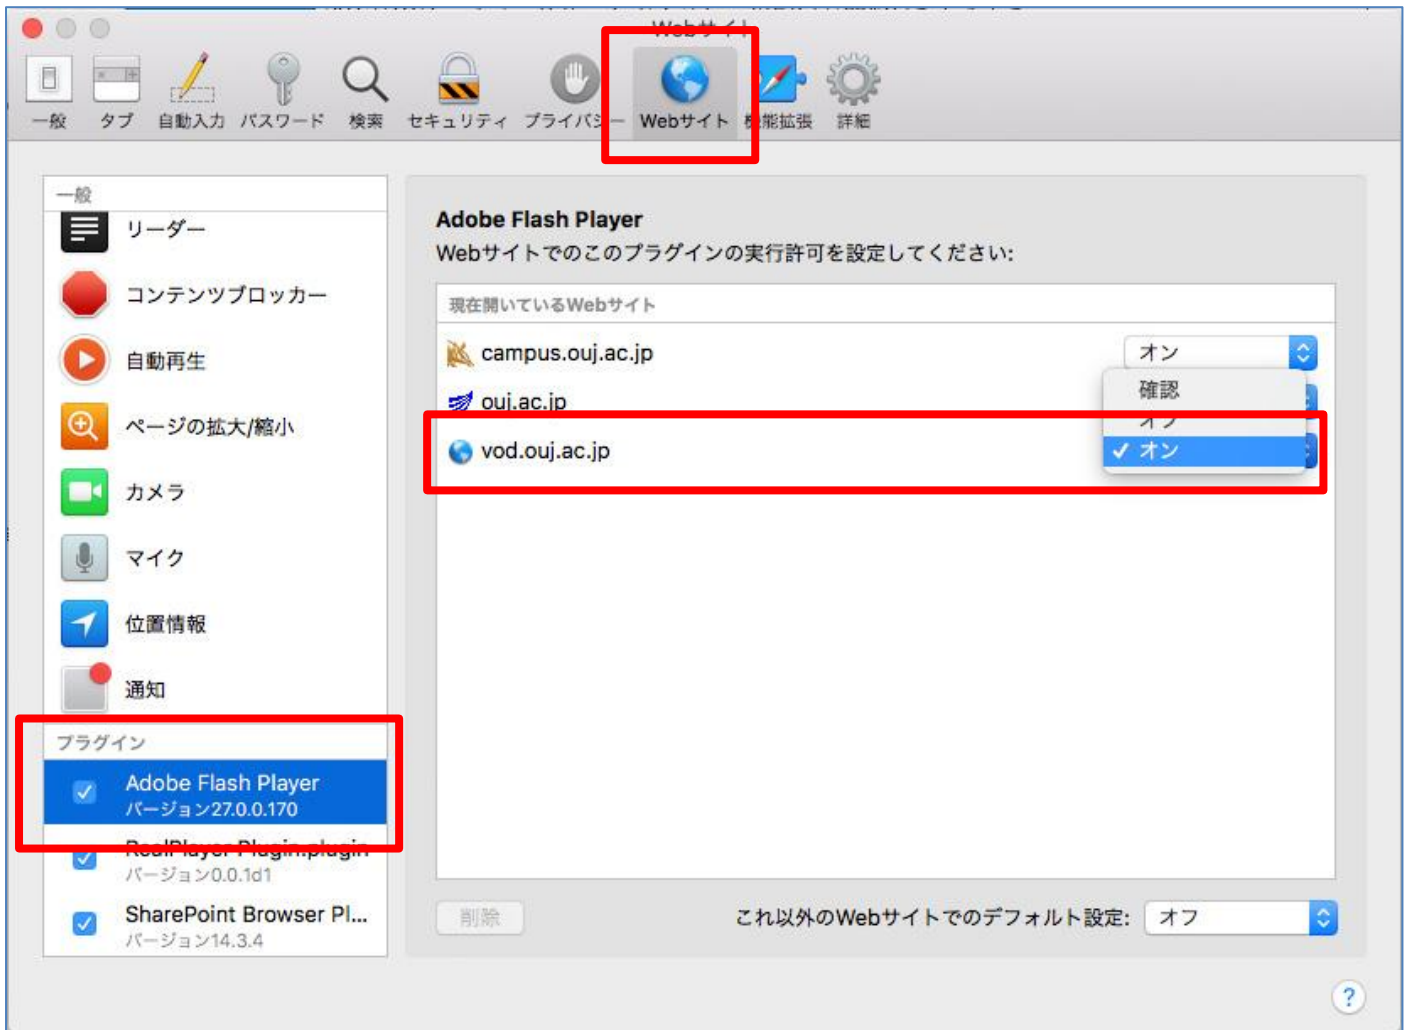 Webサイト
一般 タブ 自動入力 パスワード 検索 セキュリティ プライバシー Webサイト 機能拡張 詳細
一般
リーダー
コンテンツブロッカー
自動再生
ページの拡大/縮小
カメラ
マイク
位置情報
通知
プラグイン
Adobe Flash Player
バージョン27.0.0.170
RealPlayer Plugin.plugin
バージョン0.0.1d1
SharePoint Browser Pl...
バージョン14.3.4
Adobe Flash Player
Webサイトでのこのプラグインの実行許可を設定してください:
現在開いているWebサイト
campus.ouj.ac.jp オン
確認
ouj.ac.jp
オフ
vod.ouj.ac.jp ✓ オン
削除 これ以外のWebサイトでのデフォルト設定: オフ
?